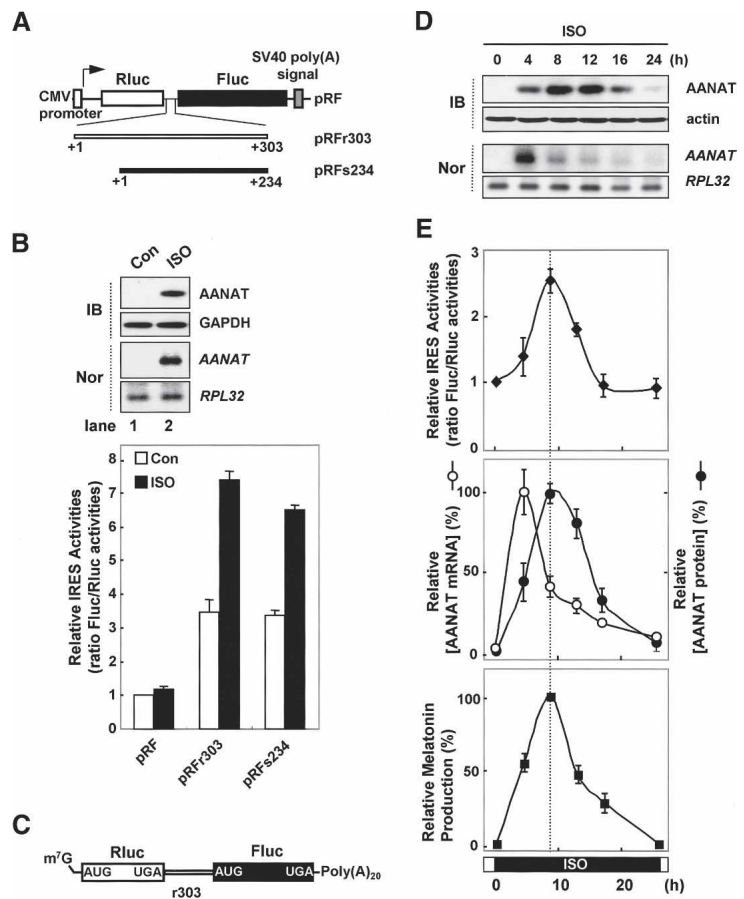 A
SV40 poly(A)
signal
Rluc
Fluc
CMV
promoter
pRF
pRFr303
+1
+303
pRFs234
+1
+234
B
Con
ISO
IB
AANAT
GAPDH
Nor
AANAT
RPL32
lane 1 2
Con
ISO
Relative IRES Activities
(ratio Fluc/Rluc activities)
8
7
6
5
4
3
2
1
0
pRF
pRFr303
pRFs234
C
m7G
Rluc
Fluc
AUG UGA
AUG UGA
Poly(A)20
r303
D
ISO
0 4 8 12 16 24 (h)
IB
AANAT
actin
Nor
AANAT
RPL32
E
Relative IRES Activities
(ratio Fluc/Rluc activities)
3
2
1
0
Relative
[AANAT mRNA] (%)
100
50
0
Relative
[AANAT protein] (%)
Relative Melatonin
Production (%)
100
50
0
ISO
0 10 20 (h)